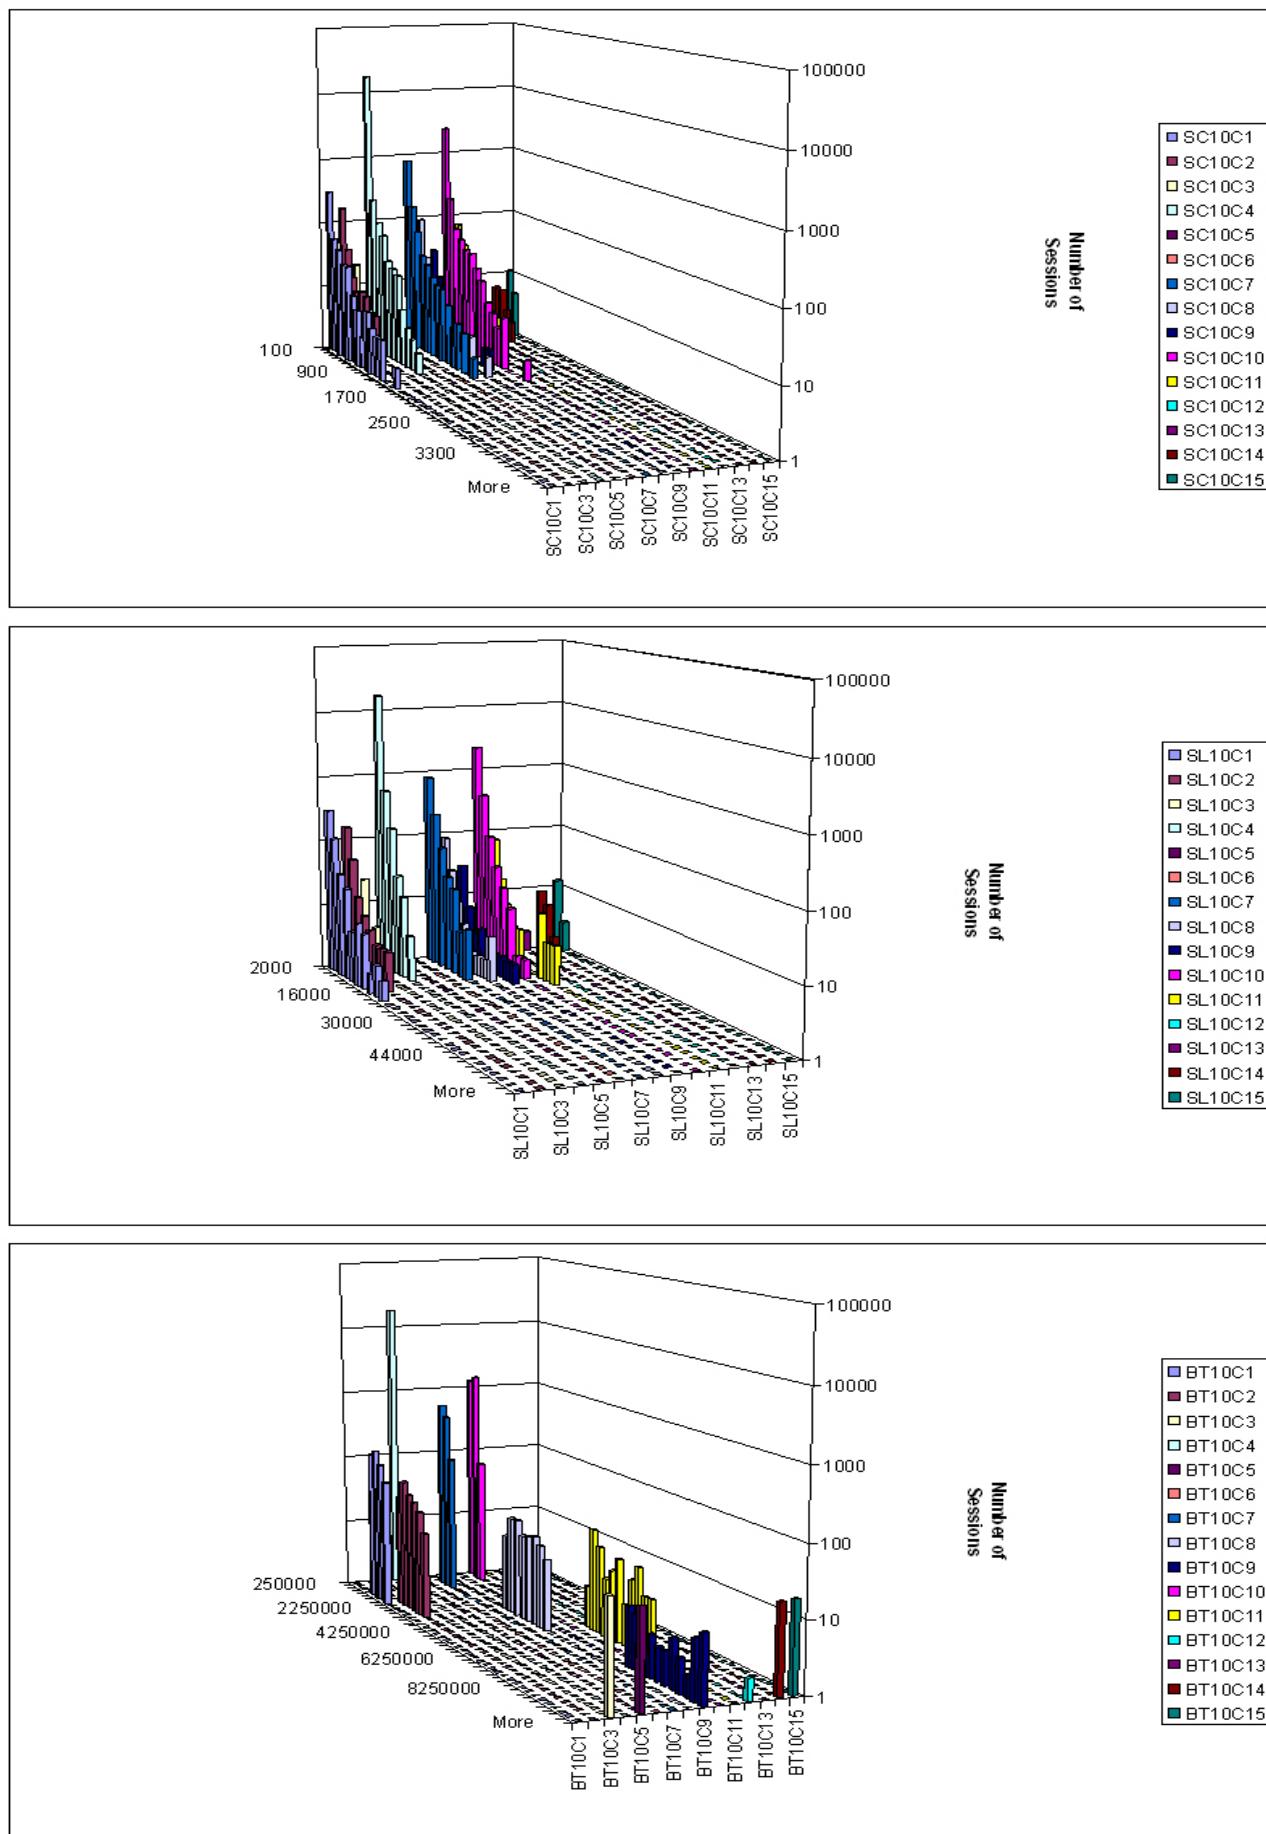 100000
10000
1000
100
10
1
Number of
Sessions
100
900
1700
2500
3300
More
SC10C1
SC10C3
SC10C5
SC10C7
SC10C9
SC10C11
SC10C13
SC10C15
SC10C1
SC10C2
SC10C3
SC10C4
SC10C5
SC10C6
SC10C7
SC10C8
SC10C9
SC10C10
SC10C11
SC10C12
SC10C13
SC10C14
SC10C15
100000
10000
1000
100
10
1
Number of
Sessions
2000
16000
30000
44000
More
SL10C1
SL10C3
SL10C5
SL10C7
SL10C9
SL10C11
SL10C13
SL10C15
SL10C1
SL10C2
SL10C3
SL10C4
SL10C5
SL10C6
SL10C7
SL10C8
SL10C9
SL10C10
SL10C11
SL10C12
SL10C13
SL10C14
SL10C15
100000
10000
1000
100
10
1
Number of
Sessions
250000
2250000
4250000
6250000
8250000
More
BT10C1
BT10C3
BT10C5
BT10C7
BT10C9
BT10C11
BT10C13
BT10C15
BT10C1
BT10C2
BT10C3
BT10C4
BT10C5
BT10C6
BT10C7
BT10C8
BT10C9
BT10C10
BT10C11
BT10C12
BT10C13
BT10C14
BT10C15